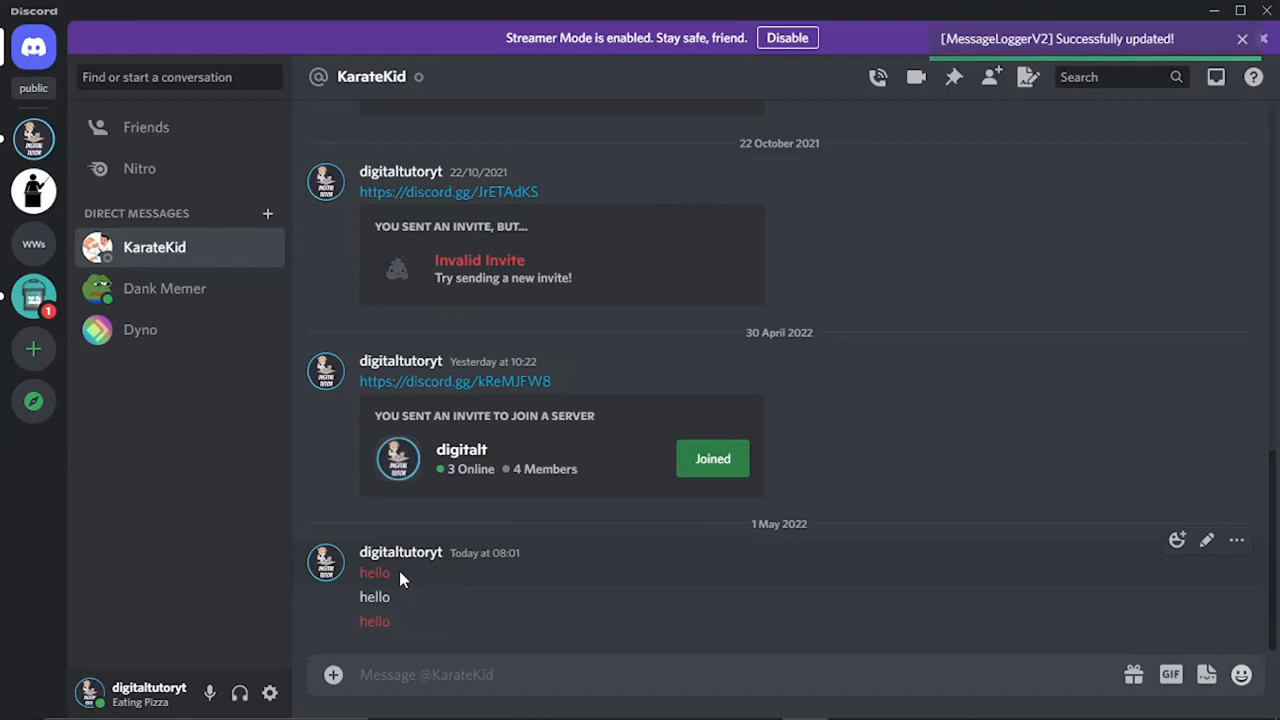 Discord
Streamer Mode is enabled. Stay safe, friend. Disable
[MessageLoggerV2] Successfully updated!
Find or start a conversation
KarateKid
Search
public
Friends
Nitro
DIRECT MESSAGES
KarateKid
Dank Memer
Dyno
WWs
1
22 October 2021
digitaltutoryt 22/10/2021
https://discord.gg/JrETAdKS
YOU SENT AN INVITE, BUT...
Invalid Invite
Try sending a new invite!
30 April 2022
digitaltutoryt Yesterday at 10:22
https://discord.gg/kReMJFW8
YOU SENT AN INVITE TO JOIN A SERVER
digitalt
3 Online 4 Members
Joined
1 May 2022
digitaltutoryt Today at 08:01
hello
hello
hello
Message @KarateKid
GIF
digitaltutoryt
Eating Pizza